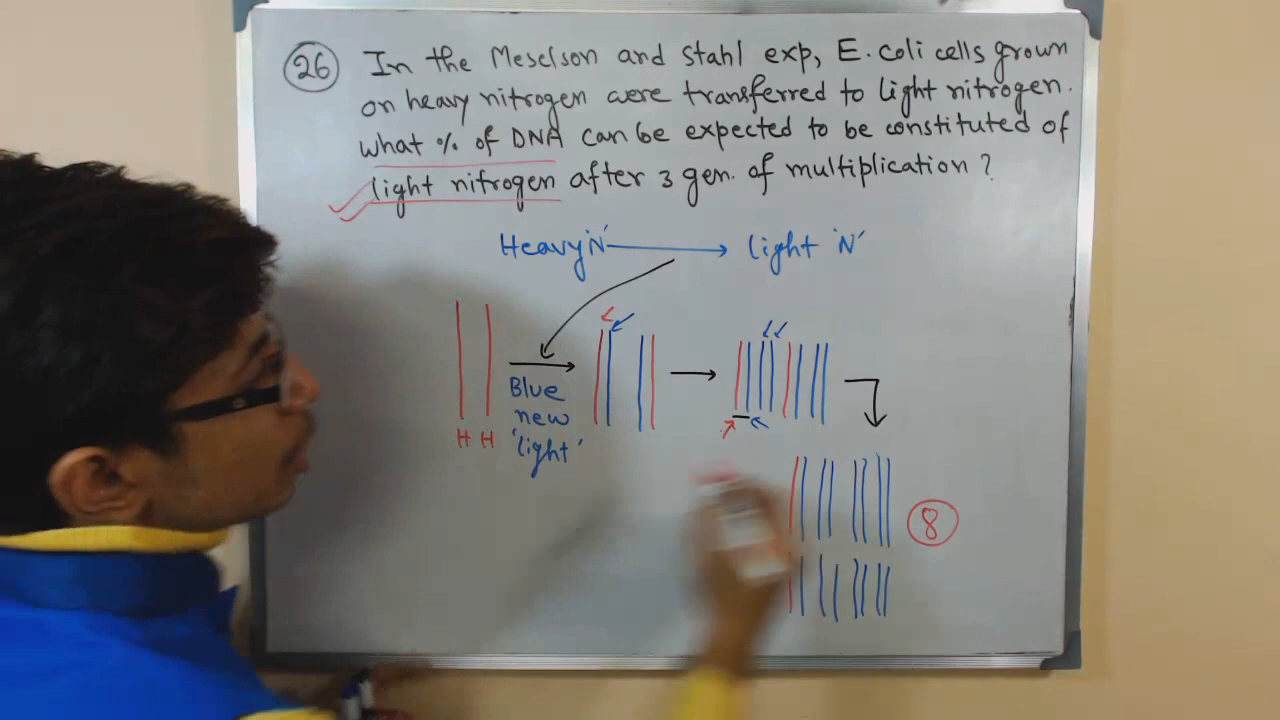 26 In the Meselson and Stahl exp, E. coli cells grown
on heavy nitrogen were transferred to light nitrogen.
what % of DNA can be expected to be constituted of
light nitrogen after 3 gen. of multiplication?
Heavy 'N' light 'N'
H H
Blue
new
'light'
8